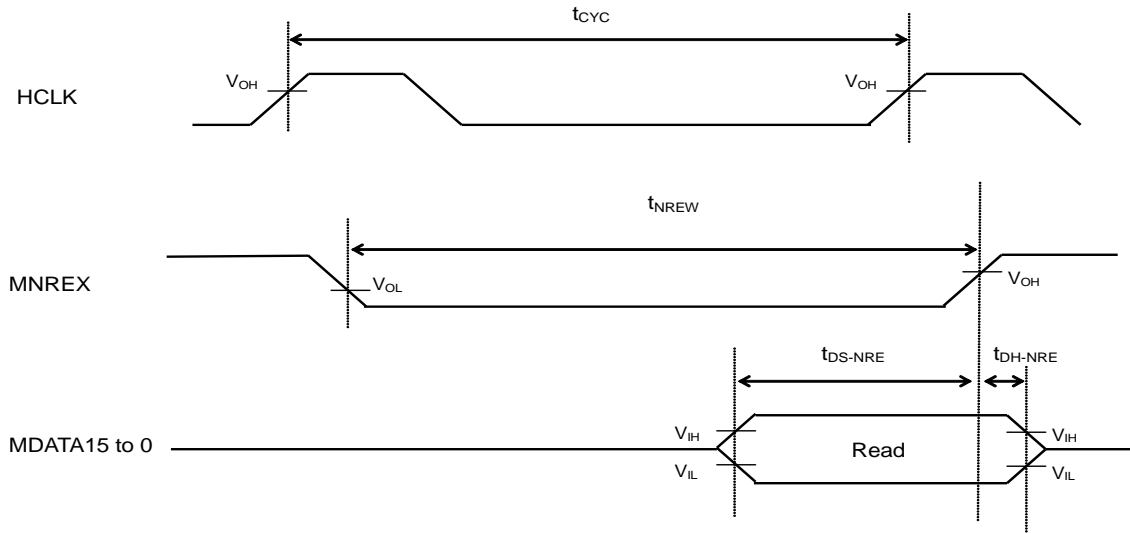 tCYC
HCLK
VOH
VOH
tNREW
MNREX
VOL
VOH
tDS-NRE
tDH-NRE
MDATA15 to 0
VIH
VIL
Read
VIH
VIL